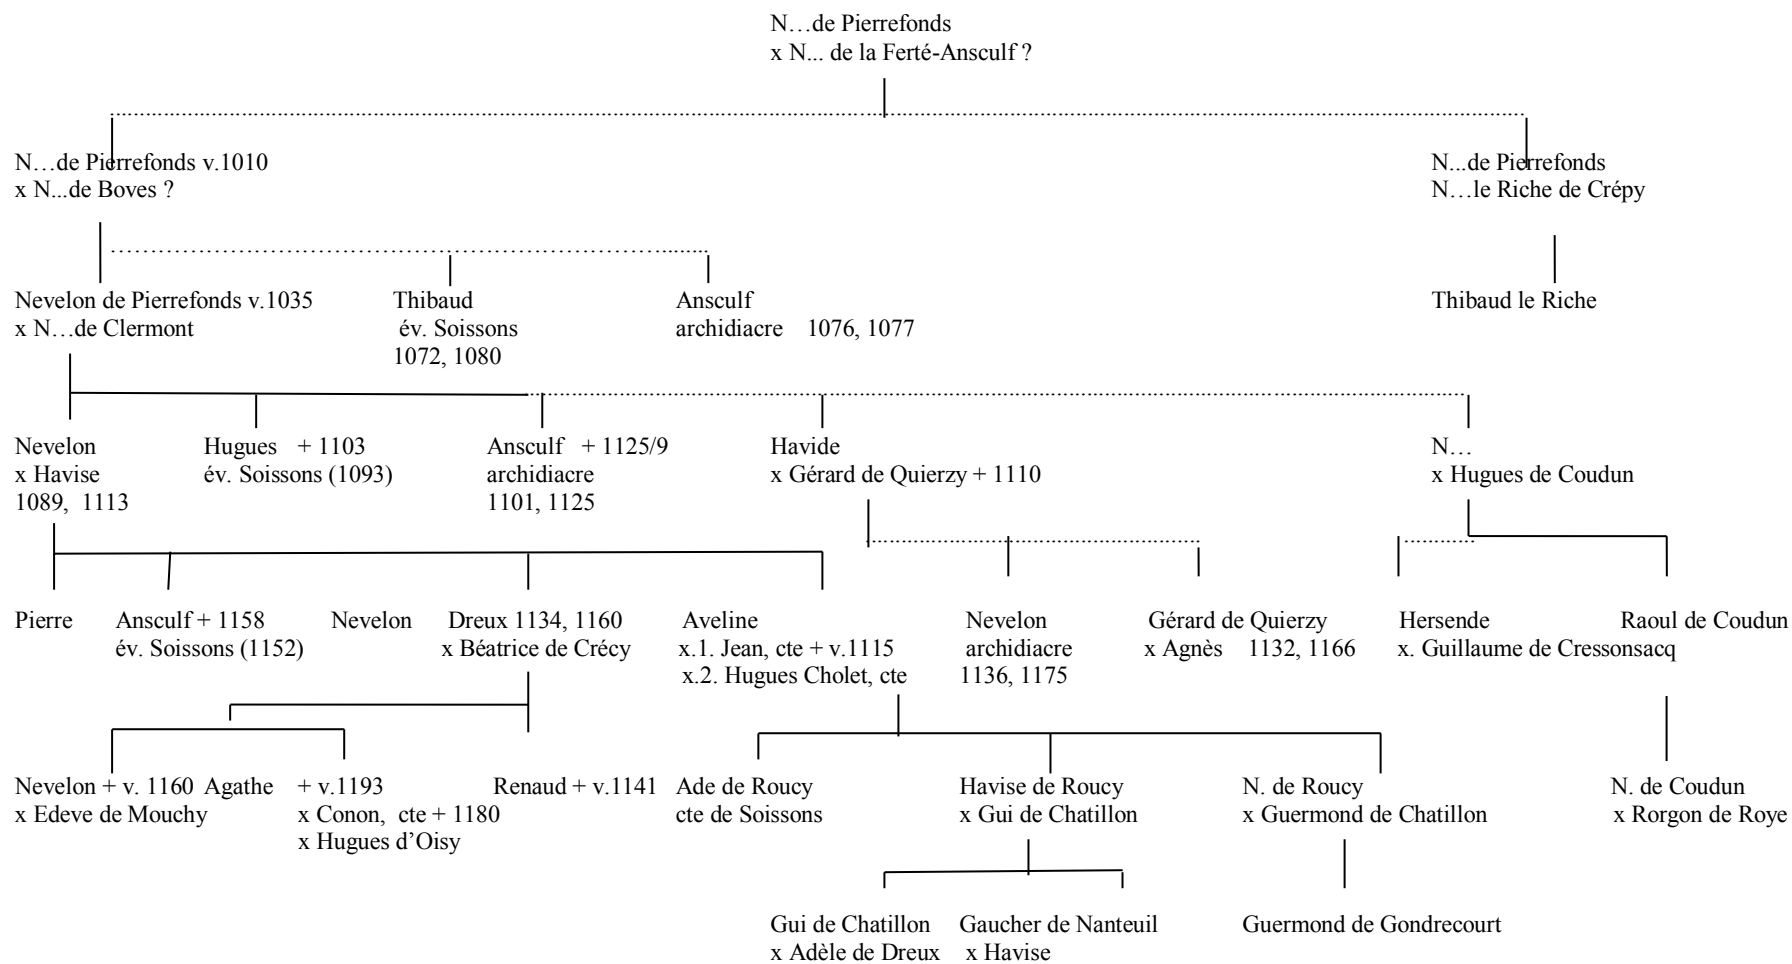 N…de Pierrefonds
x N... de la Ferté-Ansculf ?
N…de Pierrefonds v.1010
x N...de Boves ?
N...de Pierrefonds
N…le Riche de Crépy
Nevelon de Pierrefonds v.1035
x N…de Clermont
Thibaud
év. Soissons
1072, 1080
Ansculf
archidiacre 1076, 1077
Thibaud le Riche
Nevelon
x Havise
1089, 1113
Hugues + 1103
év. Soissons (1093)
Ansculf + 1125/9
archidiacre
1101, 1125
Havide
x Gérard de Quierzy + 1110
N…
x Hugues de Coudun
Pierre
Ansculf + 1158
év. Soissons (1152)
Nevelon
Dreux 1134, 1160
x Béatrice de Crécy
Aveline
x.1. Jean, cte + v.1115
x.2. Hugues Cholet, cte
Nevelon
archidiacre
1136, 1175
Gérard de Quierzy
x Agnès 1132, 1166
Hersende
x. Guillaume de Cressonsacq
Raoul de Coudun
Nevelon + v. 1160
x Edeve de Mouchy
Agathe + v.1193
x Conon, cte + 1180
x Hugues d’Oisy
Renaud + v.1141
Ade de Roucy
cte de Soissons
Havise de Roucy
x Gui de Chatillon
N. de Roucy
x Guermond de Chatillon
N. de Coudun
x Rorgon de Roye
Gui de Chatillon
x Adèle de Dreux
Gaucher de Nanteuil
x Havise
Guermond de Gondrecourt